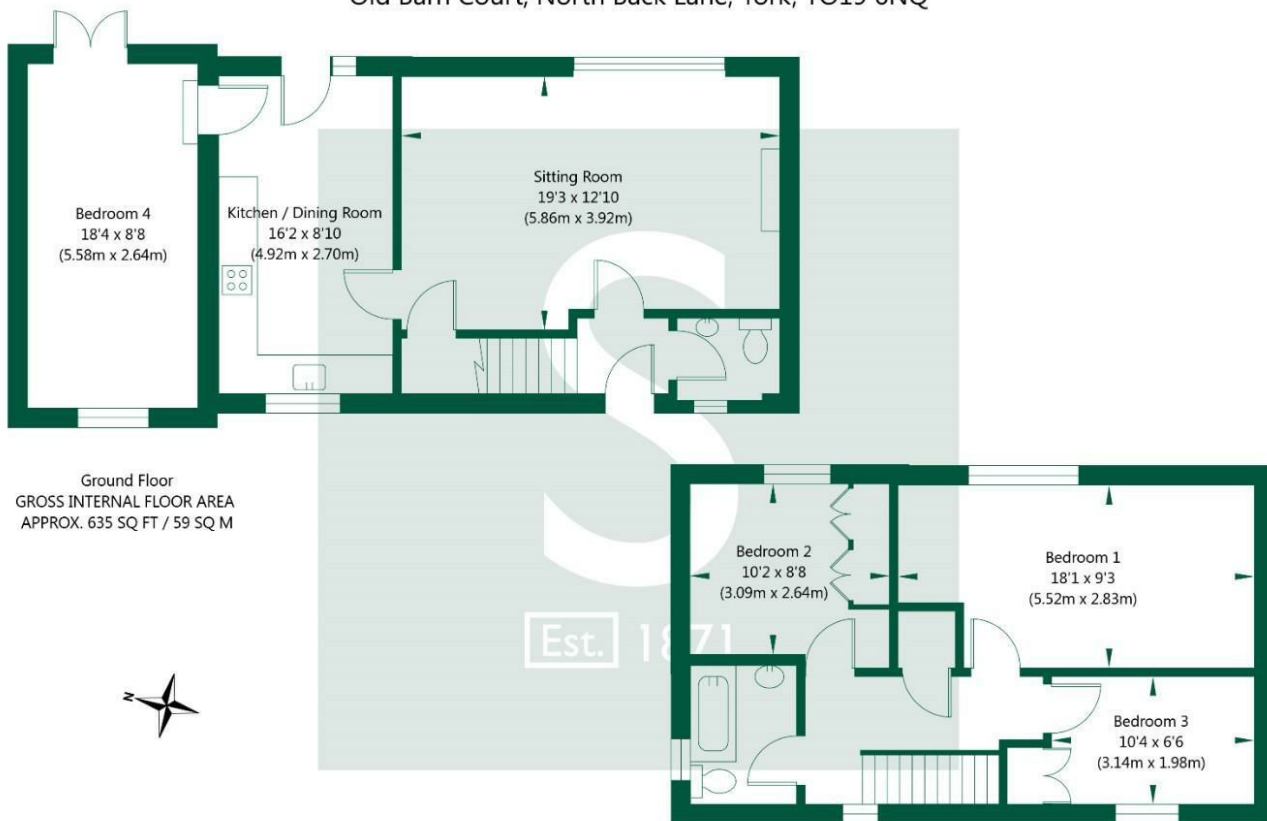 Old Barn Court, North Back Lane, York, YO19 6NQ
Bedroom 4
18'4 x 8'8
(5.58m x 2.64m)
Kitchen / Dining Room
16'2 x 8'10
(4.92m x 2.70m)
Sitting Room
19'3 x 12'10
(5.86m x 3.92m)
Ground Floor
GROSS INTERNAL FLOOR AREA
APPROX. 635 SQ FT / 59 SQ M
Bedroom 2
10'2 x 8'8
(3.09m x 2.64m)
Bedroom 1
18'1 x 9'3
(5.52m x 2.83m)
Bedroom 3
10'4 x 6'6
(3.14m x 1.98m)
S
Est. 1871
N